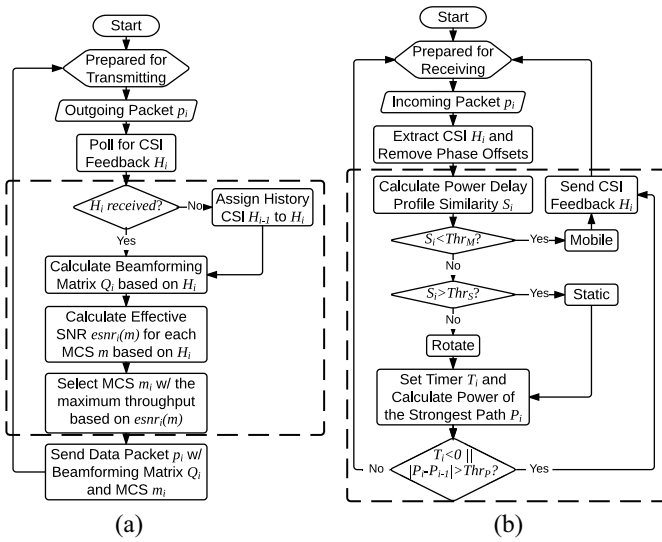 Start
Prepared for
Transmitting
Outgoing Packet pᵢ
Poll for CSI
Feedback Hᵢ
Hᵢ received?
No
Assign History
CSI Hᵢ₋₁ to Hᵢ
Yes
Calculate Beamforming
Matrix Qᵢ based on Hᵢ
Calculate Effective
SNR esnrᵢ(m) for each
MCS m based on Hᵢ
Select MCS mᵢ w/ the
maximum throughput
based on esnrᵢ(m)
Send Data Packet pᵢ w/
Beamforming Matrix Qᵢ
and MCS mᵢ
(a)
Start
Prepared for
Receiving
Incoming Packet pᵢ
Extract CSI Hᵢ and
Remove Phase Offsets
Calculate Power Delay
Profile Similarity Sᵢ
Send CSI
Feedback Hᵢ
Sᵢ<Thr_M?
Yes
Mobile
No
Sᵢ>Thr_S?
Yes
Static
No
Rotate
Set Timer Tᵢ and
Calculate Power of
the Strongest Path Pᵢ
Tᵢ<0 ||
|Pᵢ-Pᵢ₋₁|>Thr_P?
No
Yes
(b)